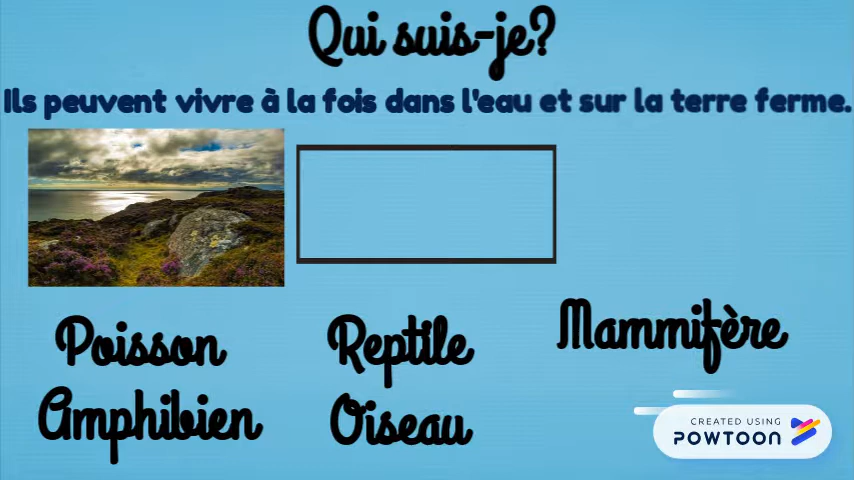 Qui suis-je?
Ils peuvent vivre à la fois dans l'eau et sur la terre ferme.
Poisson
Reptile
Mammifère
Amphibien
Oiseau
CREATED USING
POWTOON